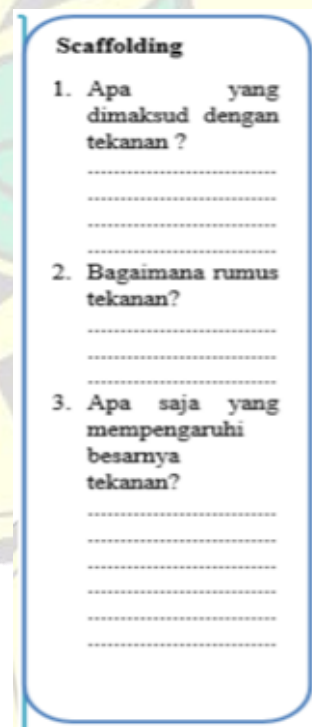 Scaffolding
1. Apa yang
dimaksud dengan
tekanan ?
................................
................................
................................
................................
2. Bagaimana rumus
tekanan?
................................
................................
................................
3. Apa saja yang
mempengaruhi
besarnya
tekanan?
................................
................................
................................
................................
................................
................................